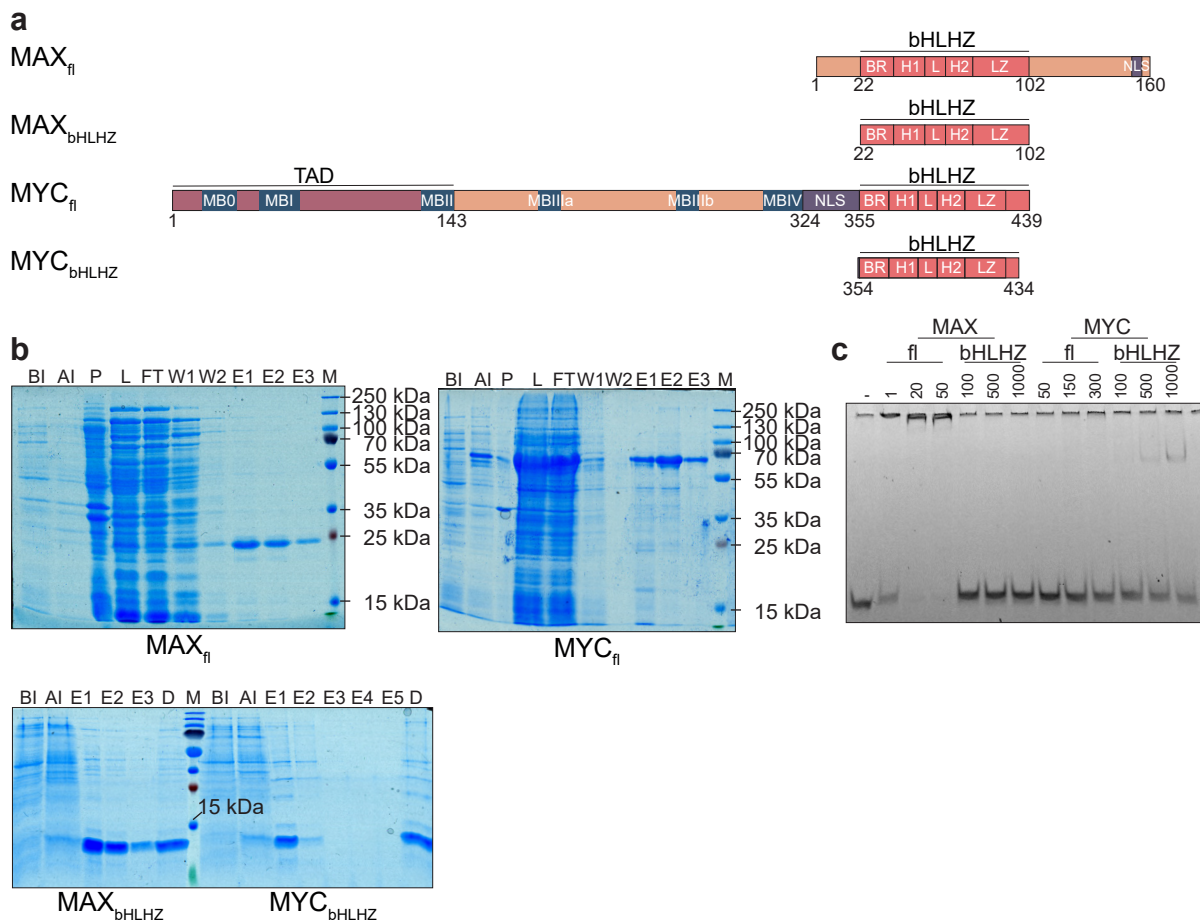 a
MAXfl
bHLHZ
BR H1 L H2 LZ NLS
1 22 102 160
MAXbHLHZ
bHLHZ
BR H1 L H2 LZ
22 102
MYCfl
TAD bHLHZ
MB0 MBI MBII MBIIIa MBIIIb MBIV NLS BR H1 L H2 LZ
1 143 324 355 439
MYCbHLHZ
bHLHZ
BR H1 L H2 LZ
354 434
b
BI AI P L FT W1 W2 E1 E2 E3 M
250 kDa
130 kDa
100 kDa
70 kDa
55 kDa
35 kDa
25 kDa
15 kDa
MAXfl
BI AI P L FT W1 W2 E1 E2 E3 M
250 kDa
130 kDa
100 kDa
70 kDa
55 kDa
35 kDa
25 kDa
15 kDa
MYCfl
c
MAX MYC
fl bHLHZ fl bHLHZ
- 1 20 50 100 500 1000 50 150 300 100 500 1000
BI AI E1 E2 E3 D M BI AI E1 E2 E3 E4 E5 D
15 kDa
MAXbHLHZ MYCbHLHZ